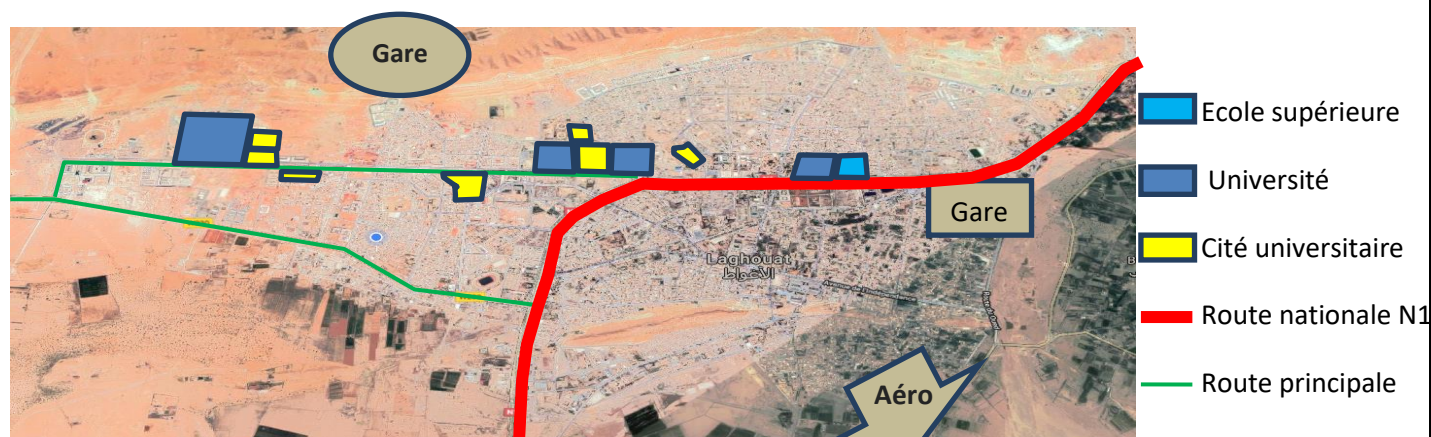 Gare
Ecole supérieure
Université
Gare
Cité universitaire
Laghouat
الأغواط
Route nationale N1
Route principale
Aéro